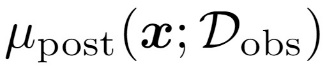 μ_post(𝒙; 𝒟_obs)